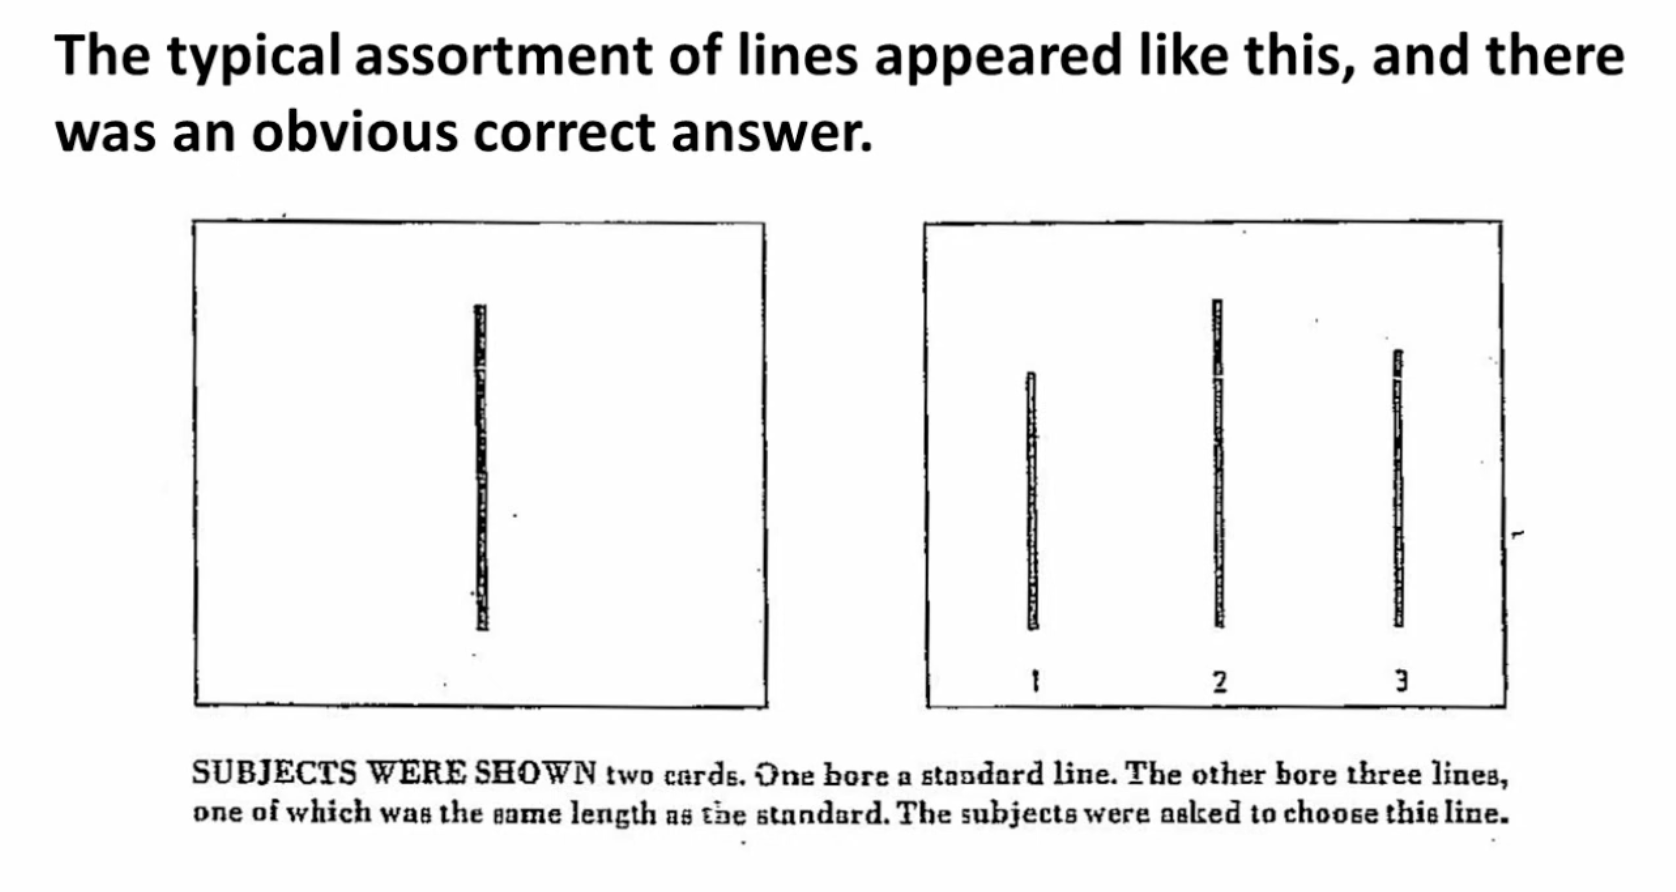 The typical assortment of lines appeared like this, and there
was an obvious correct answer.
1 2 3
SUBJECTS WERE SHOWN two cards. One bore a standard line. The other bore three lines,
one of which was the same length as the standard. The subjects were asked to choose this line.